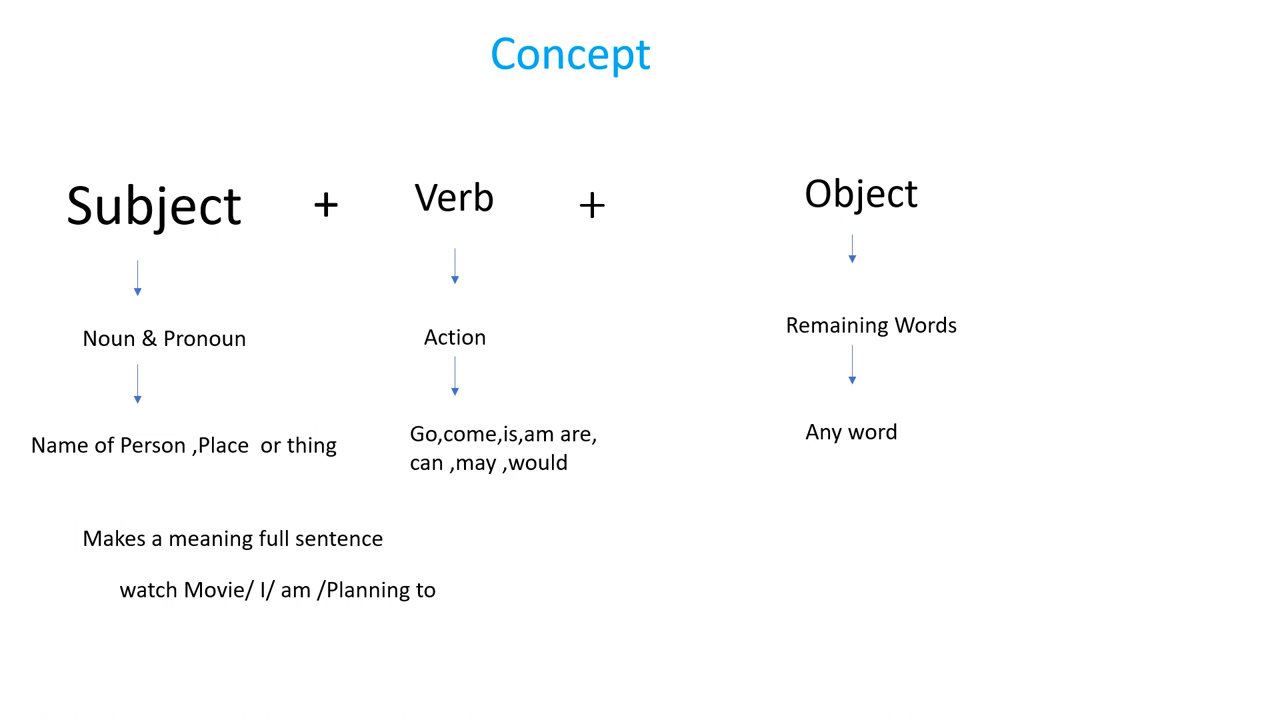 Concept
Subject + Verb + Object
Noun & Pronoun Action Remaining Words
Name of Person ,Place or thing Go,come,is,am are, Any word
can ,may ,would
Makes a meaning full sentence
watch Movie/ I/ am /Planning to